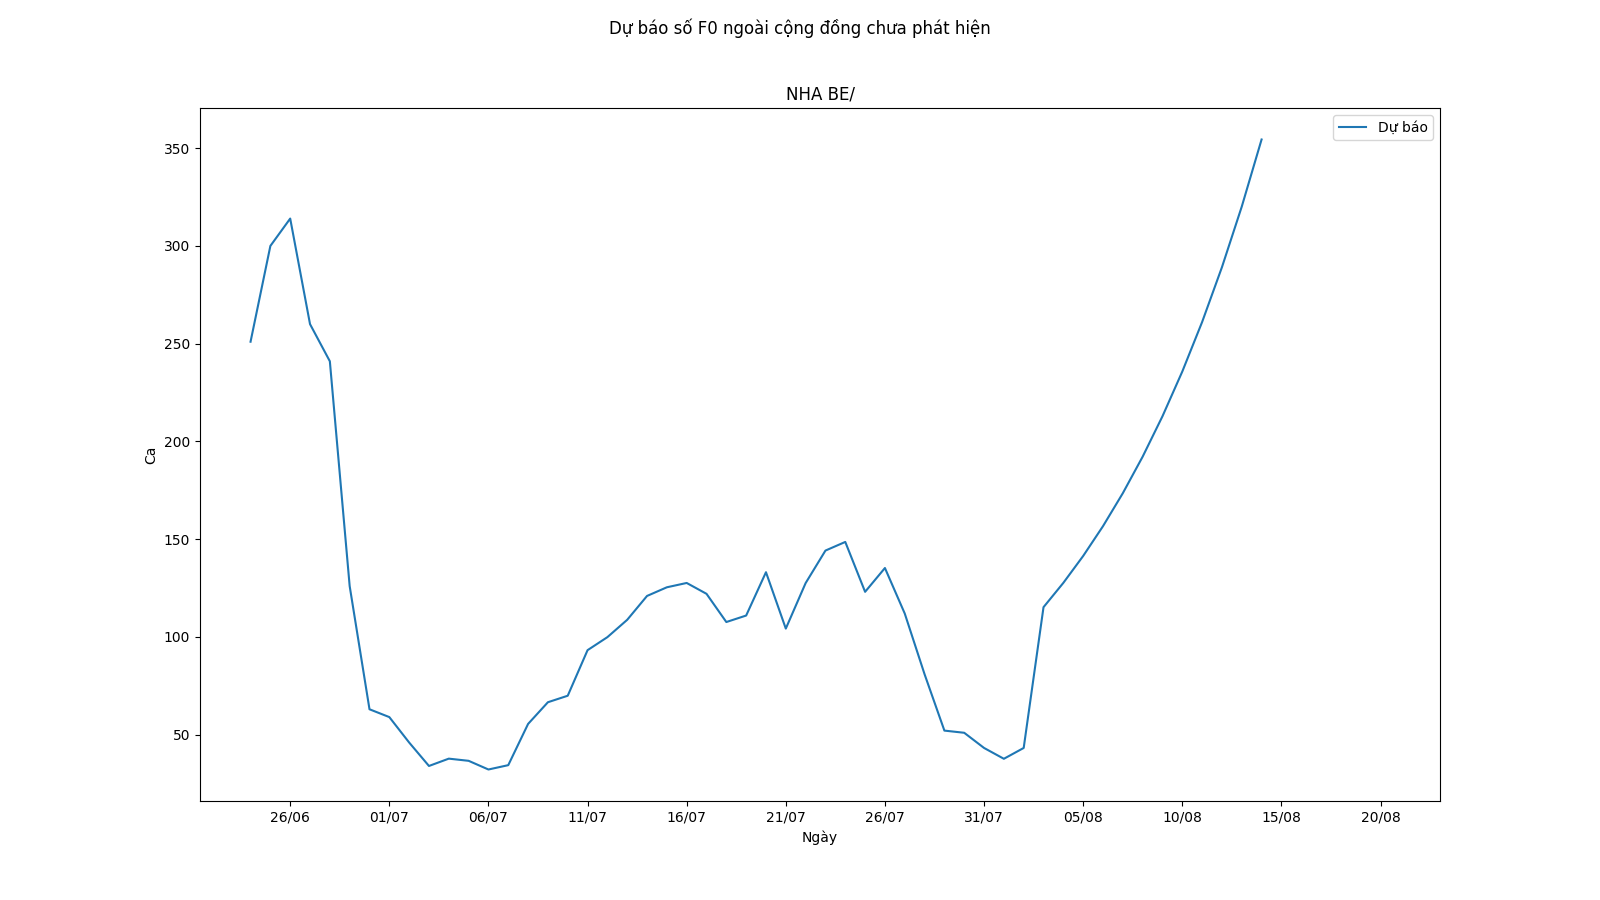 Dự báo số F0 ngoài cộng đồng chưa phát hiện
NHA BE/
Dự báo
350
300
250
200
150
100
50
Ca
26/06 01/07 06/07 11/07 16/07 21/07 26/07 31/07 05/08 10/08 15/08 20/08
Ngày